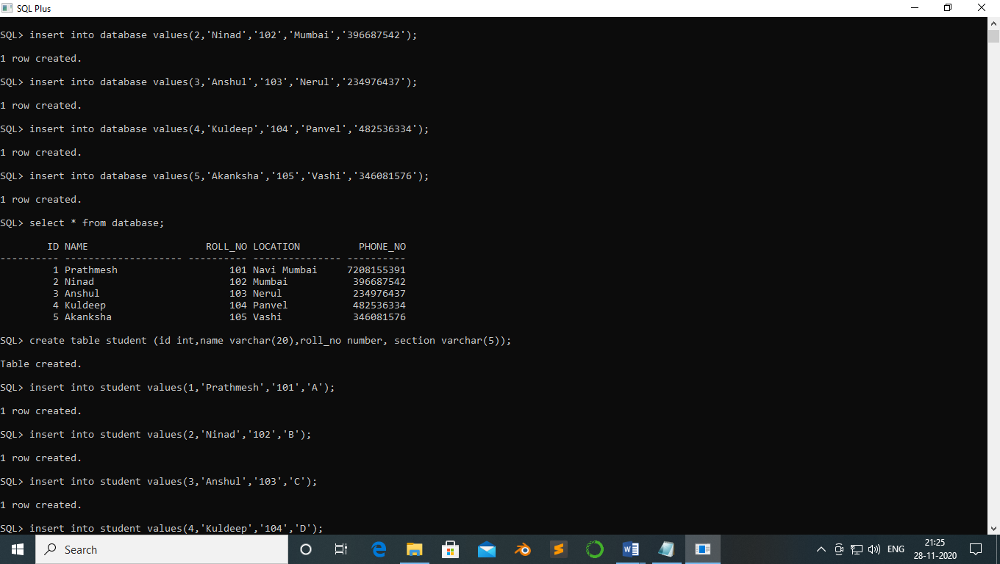 SQL Plus
SQL> insert into database values(2,'Ninad','102','Mumbai','396687542');
1 row created.
SQL> insert into database values(3,'Anshul','103','Nerul','234976437');
1 row created.
SQL> insert into database values(4,'Kuldeep','104','Panvel','482536334');
1 row created.
SQL> insert into database values(5,'Akanksha','105','Vashi','346081576');
1 row created.
SQL> select * from database;
        ID NAME                    ROLL_NO LOCATION          PHONE_NO
---------- -------------------- ---------- --------------- ----------
         1 Prathmesh                   101 Navi Mumbai     7208155391
         2 Ninad                       102 Mumbai           396687542
         3 Anshul                      103 Nerul            234976437
         4 Kuldeep                     104 Panvel           482536334
         5 Akanksha                    105 Vashi            346081576
SQL> create table student (id int,name varchar(20),roll_no number, section varchar(5));
Table created.
SQL> insert into student values(1,'Prathmesh','101','A');
1 row created.
SQL> insert into student values(2,'Ninad','102','B');
1 row created.
SQL> insert into student values(3,'Anshul','103','C');
1 row created.
SQL> insert into student values(4,'Kuldeep','104','D');
Search
ENG
21:25
28-11-2020